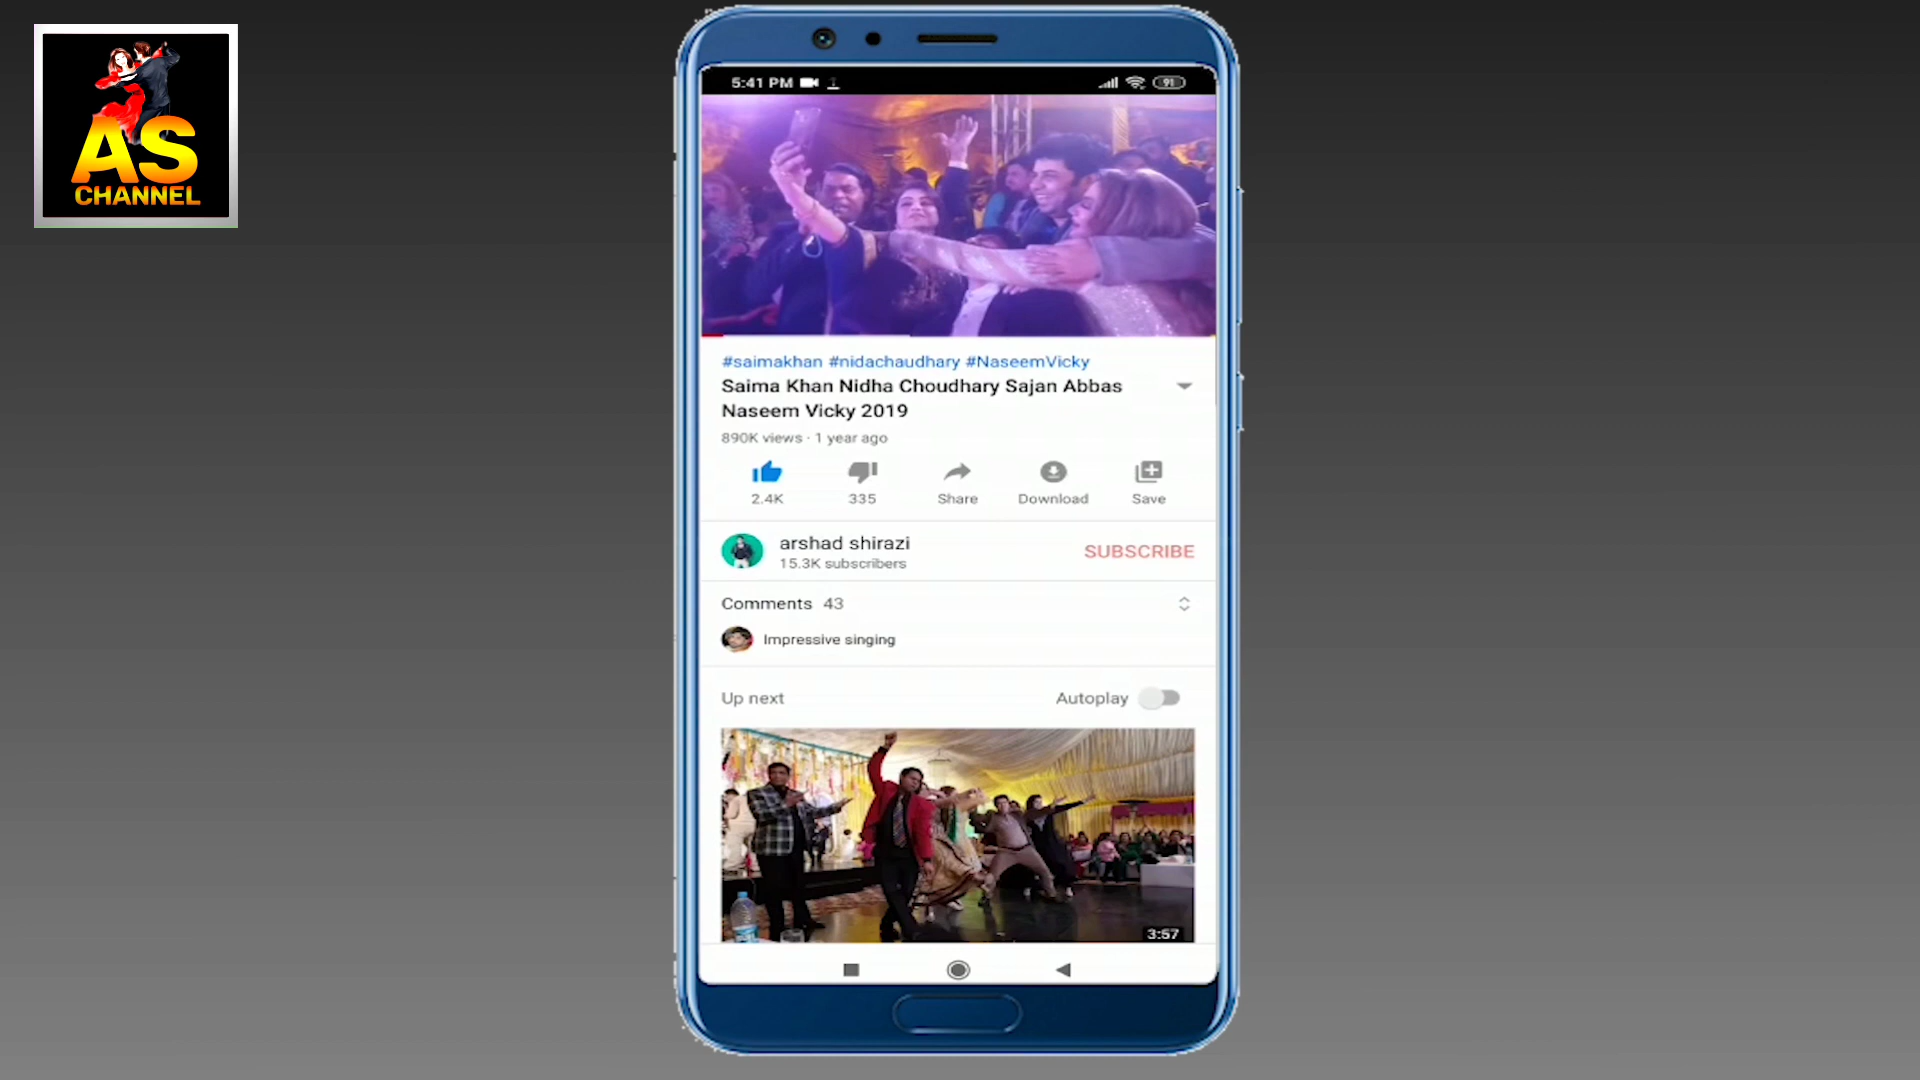 AS
CHANNEL
5:41 PM
91
#saimakhan #nidachaudhary #NaseemVicky
Saima Khan Nidha Choudhary Sajan Abbas
Naseem Vicky 2019
890K views · 1 year ago
2.4K
335
Share
Download
Save
arshad shirazi
15.3K subscribers
SUBSCRIBE
Comments 43
Impressive singing
Up next
Autoplay
3:57